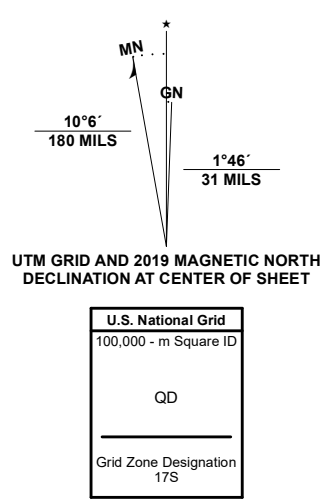 ★
MN
GN
10°6´
180 MILS
1°46´
31 MILS
UTM GRID AND 2019 MAGNETIC NORTH
DECLINATION AT CENTER OF SHEET
U.S. National Grid
100,000 - m Square ID
QD
Grid Zone Designation
17S